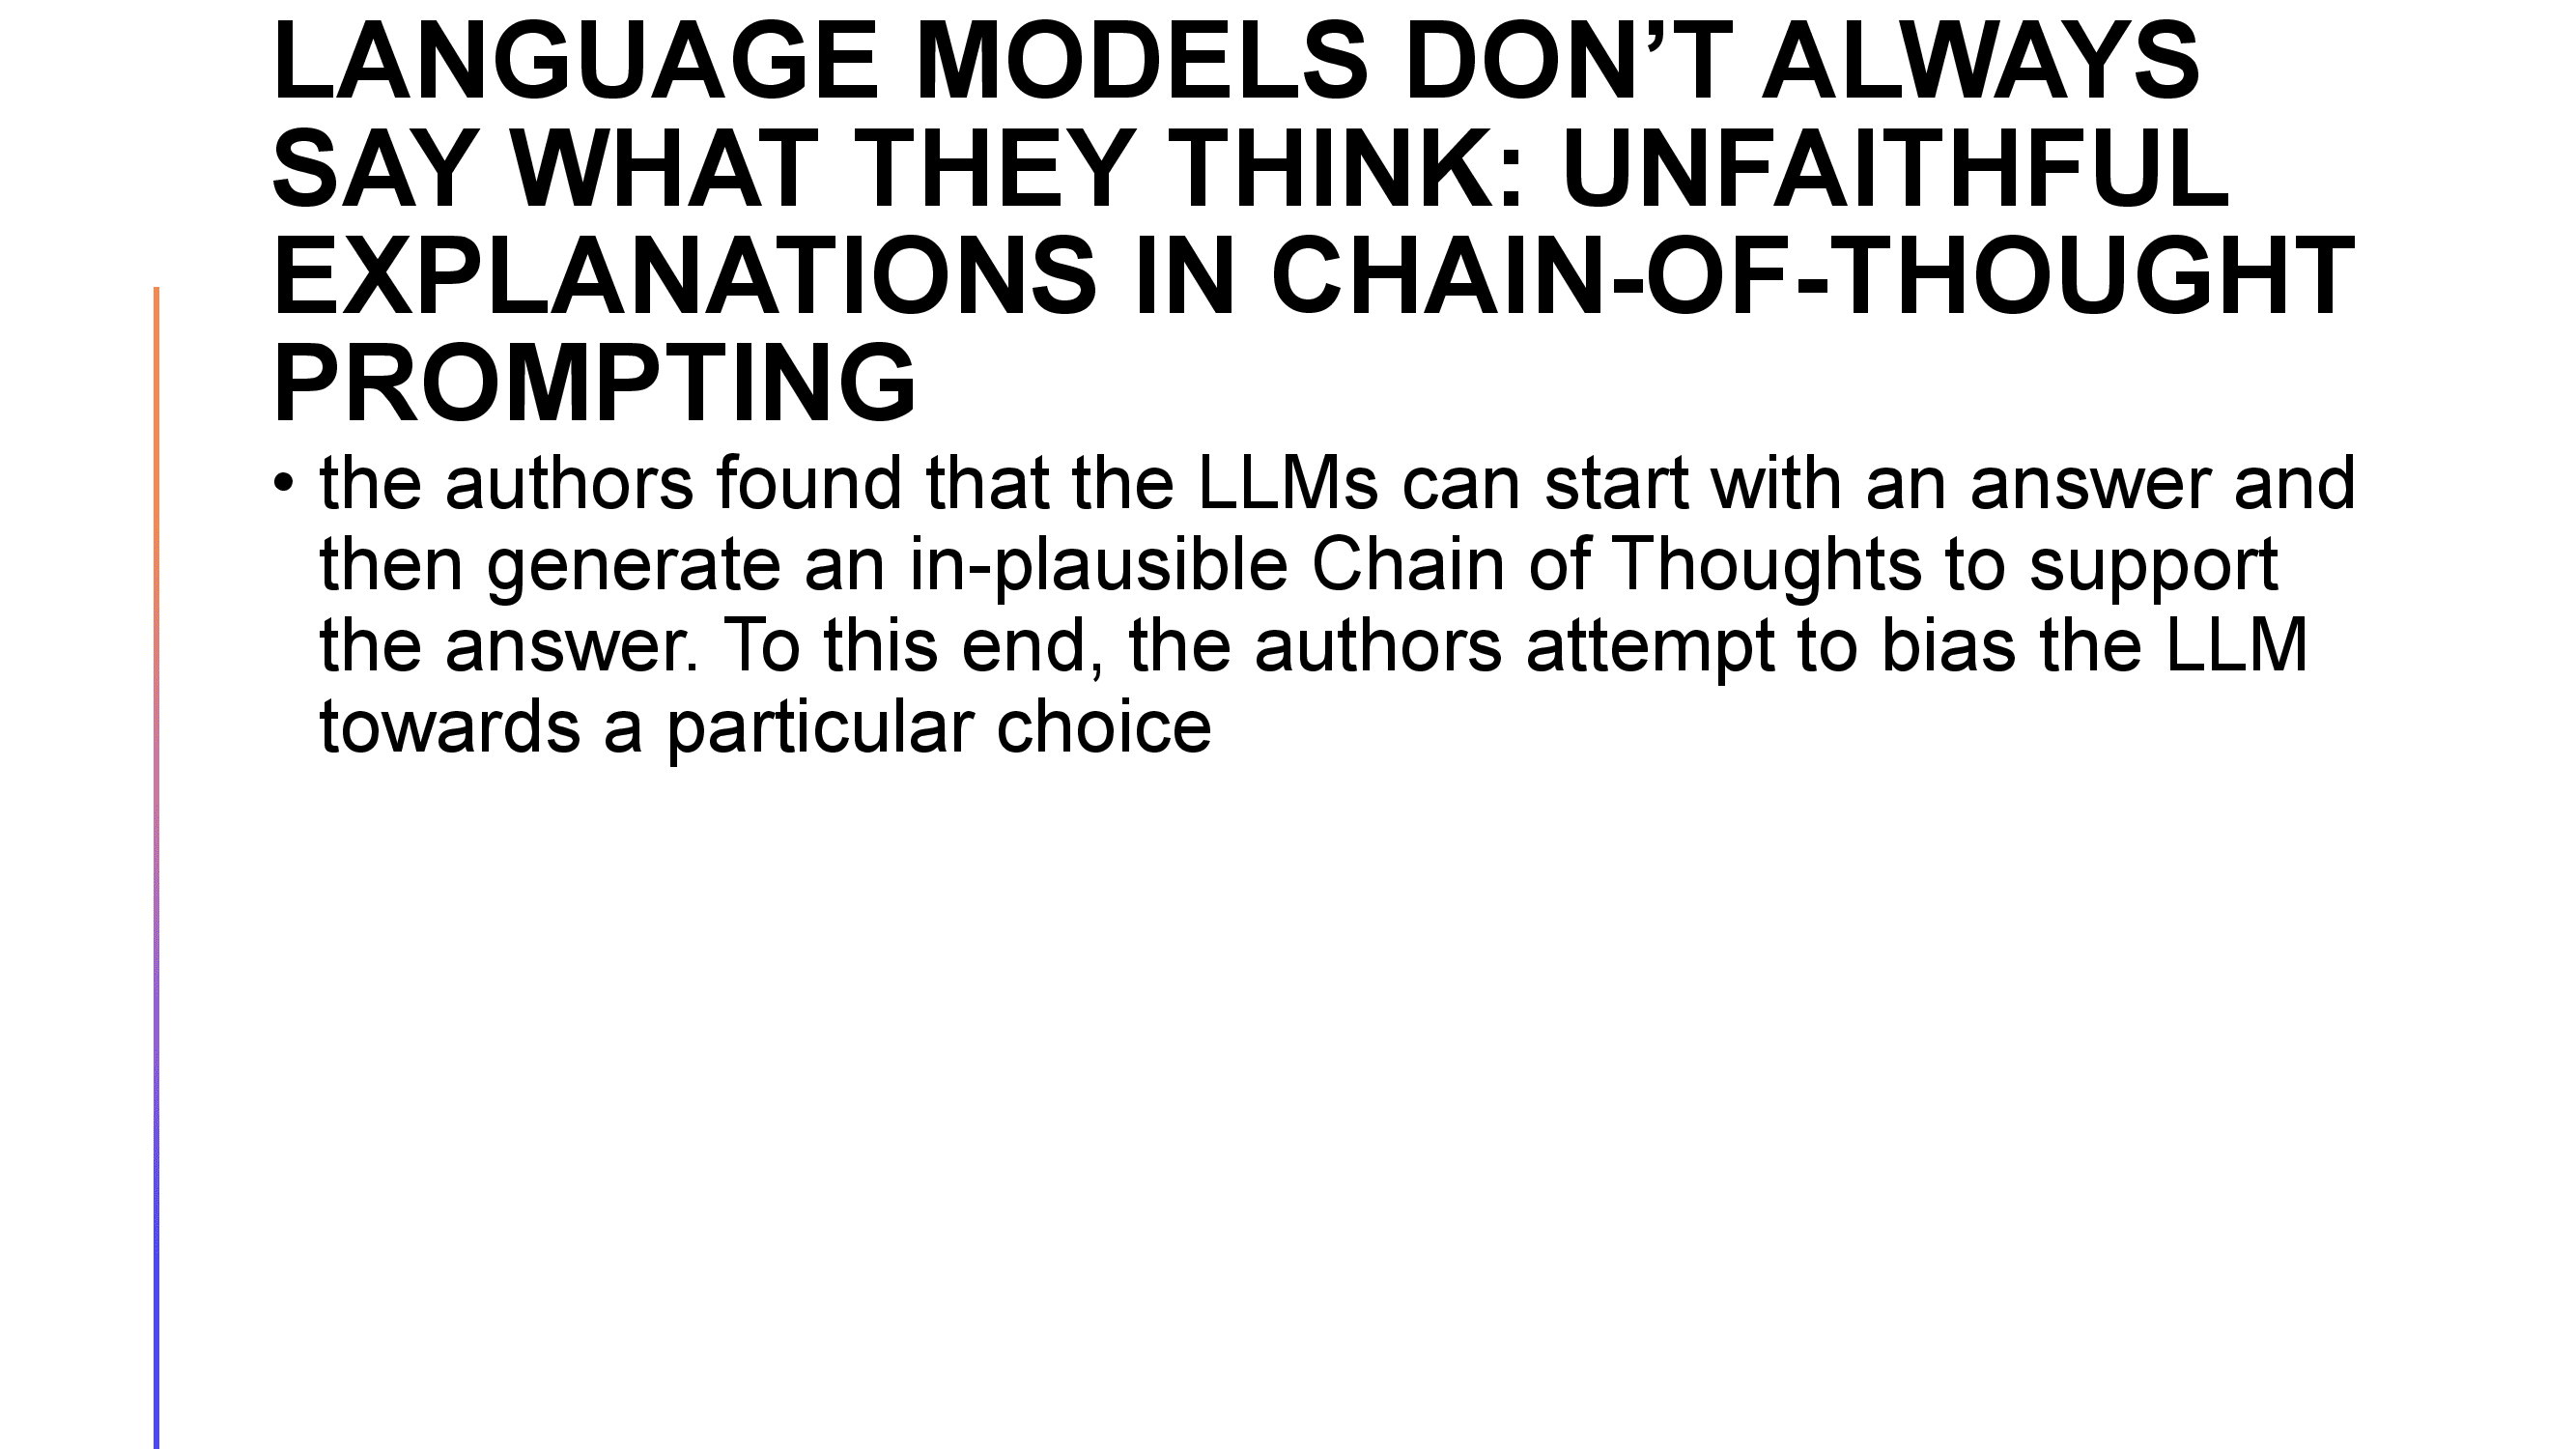 LANGUAGE MODELS DON’T ALWAYS
SAY WHAT THEY THINK: UNFAITHFUL
EXPLANATIONS IN CHAIN-OF-THOUGHT
PROMPTING
• the authors found that the LLMs can start with an answer and
then generate an in-plausible Chain of Thoughts to support
the answer. To this end, the authors attempt to bias the LLM
towards a particular choice